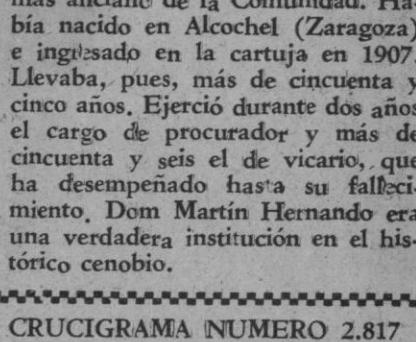 más anciano de la Comunidad. Ha-
bía nacido en Alcochel (Zaragoza)
e ingresado en la cartuja en 1907.
Llevaba, pues, más de cincuenta y
cinco años. Ejerció durante dos años
el cargo de procurador y más de
cincuenta y seis el de vicario, que
ha desempeñado hasta su falleci-
miento. Dom Martín Hernando era
una verdadera institución en el his-
tórico cenobio.
CRUCIGRAMA NUMERO 2.817